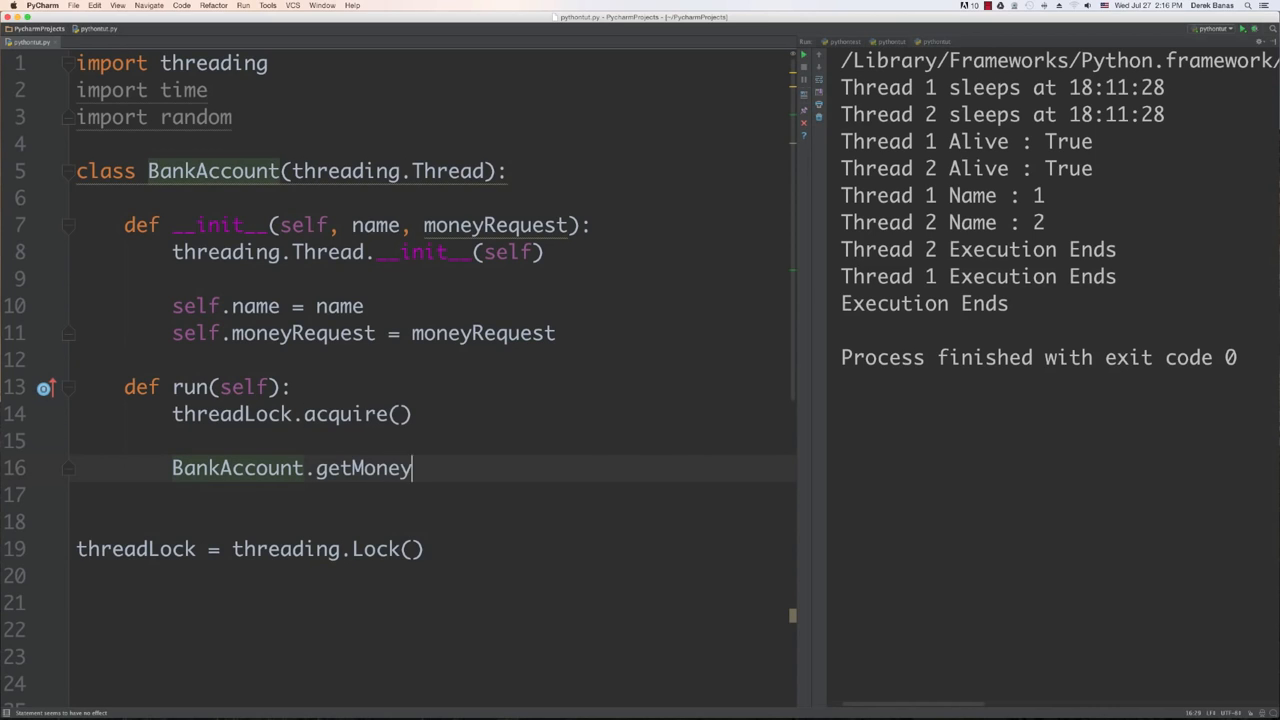 PyCharm File Edit View Navigate Code Refactor Run Tools VCS Window Help
10 Wed Jul 27 2:16 PM Derek Banas
pythontut.py - PycharmProjects - [~/PycharmProjects]
PycharmProjects pythontut.py
pythontut
pythontut.py
Run: pythontest pythontut pythontut
1 import threading
2 import time
3 import random
4
5 class BankAccount(threading.Thread):
6
7 def __init__(self, name, moneyRequest):
8 threading.Thread.__init__(self)
9
10 self.name = name
11 self.moneyRequest = moneyRequest
12
13 def run(self):
14 threadLock.acquire()
15
16 BankAccount.getMoney
17
18
19 threadLock = threading.Lock()
20
21
22
23
24
/Library/Frameworks/Python.framework/
Thread 1 sleeps at 18:11:28
Thread 2 sleeps at 18:11:28
Thread 1 Alive : True
Thread 2 Alive : True
Thread 1 Name : 1
Thread 2 Name : 2
Thread 2 Execution Ends
Thread 1 Execution Ends
Execution Ends
Process finished with exit code 0
Statement seems to have no effect
16:29 LF÷ UTF-8÷